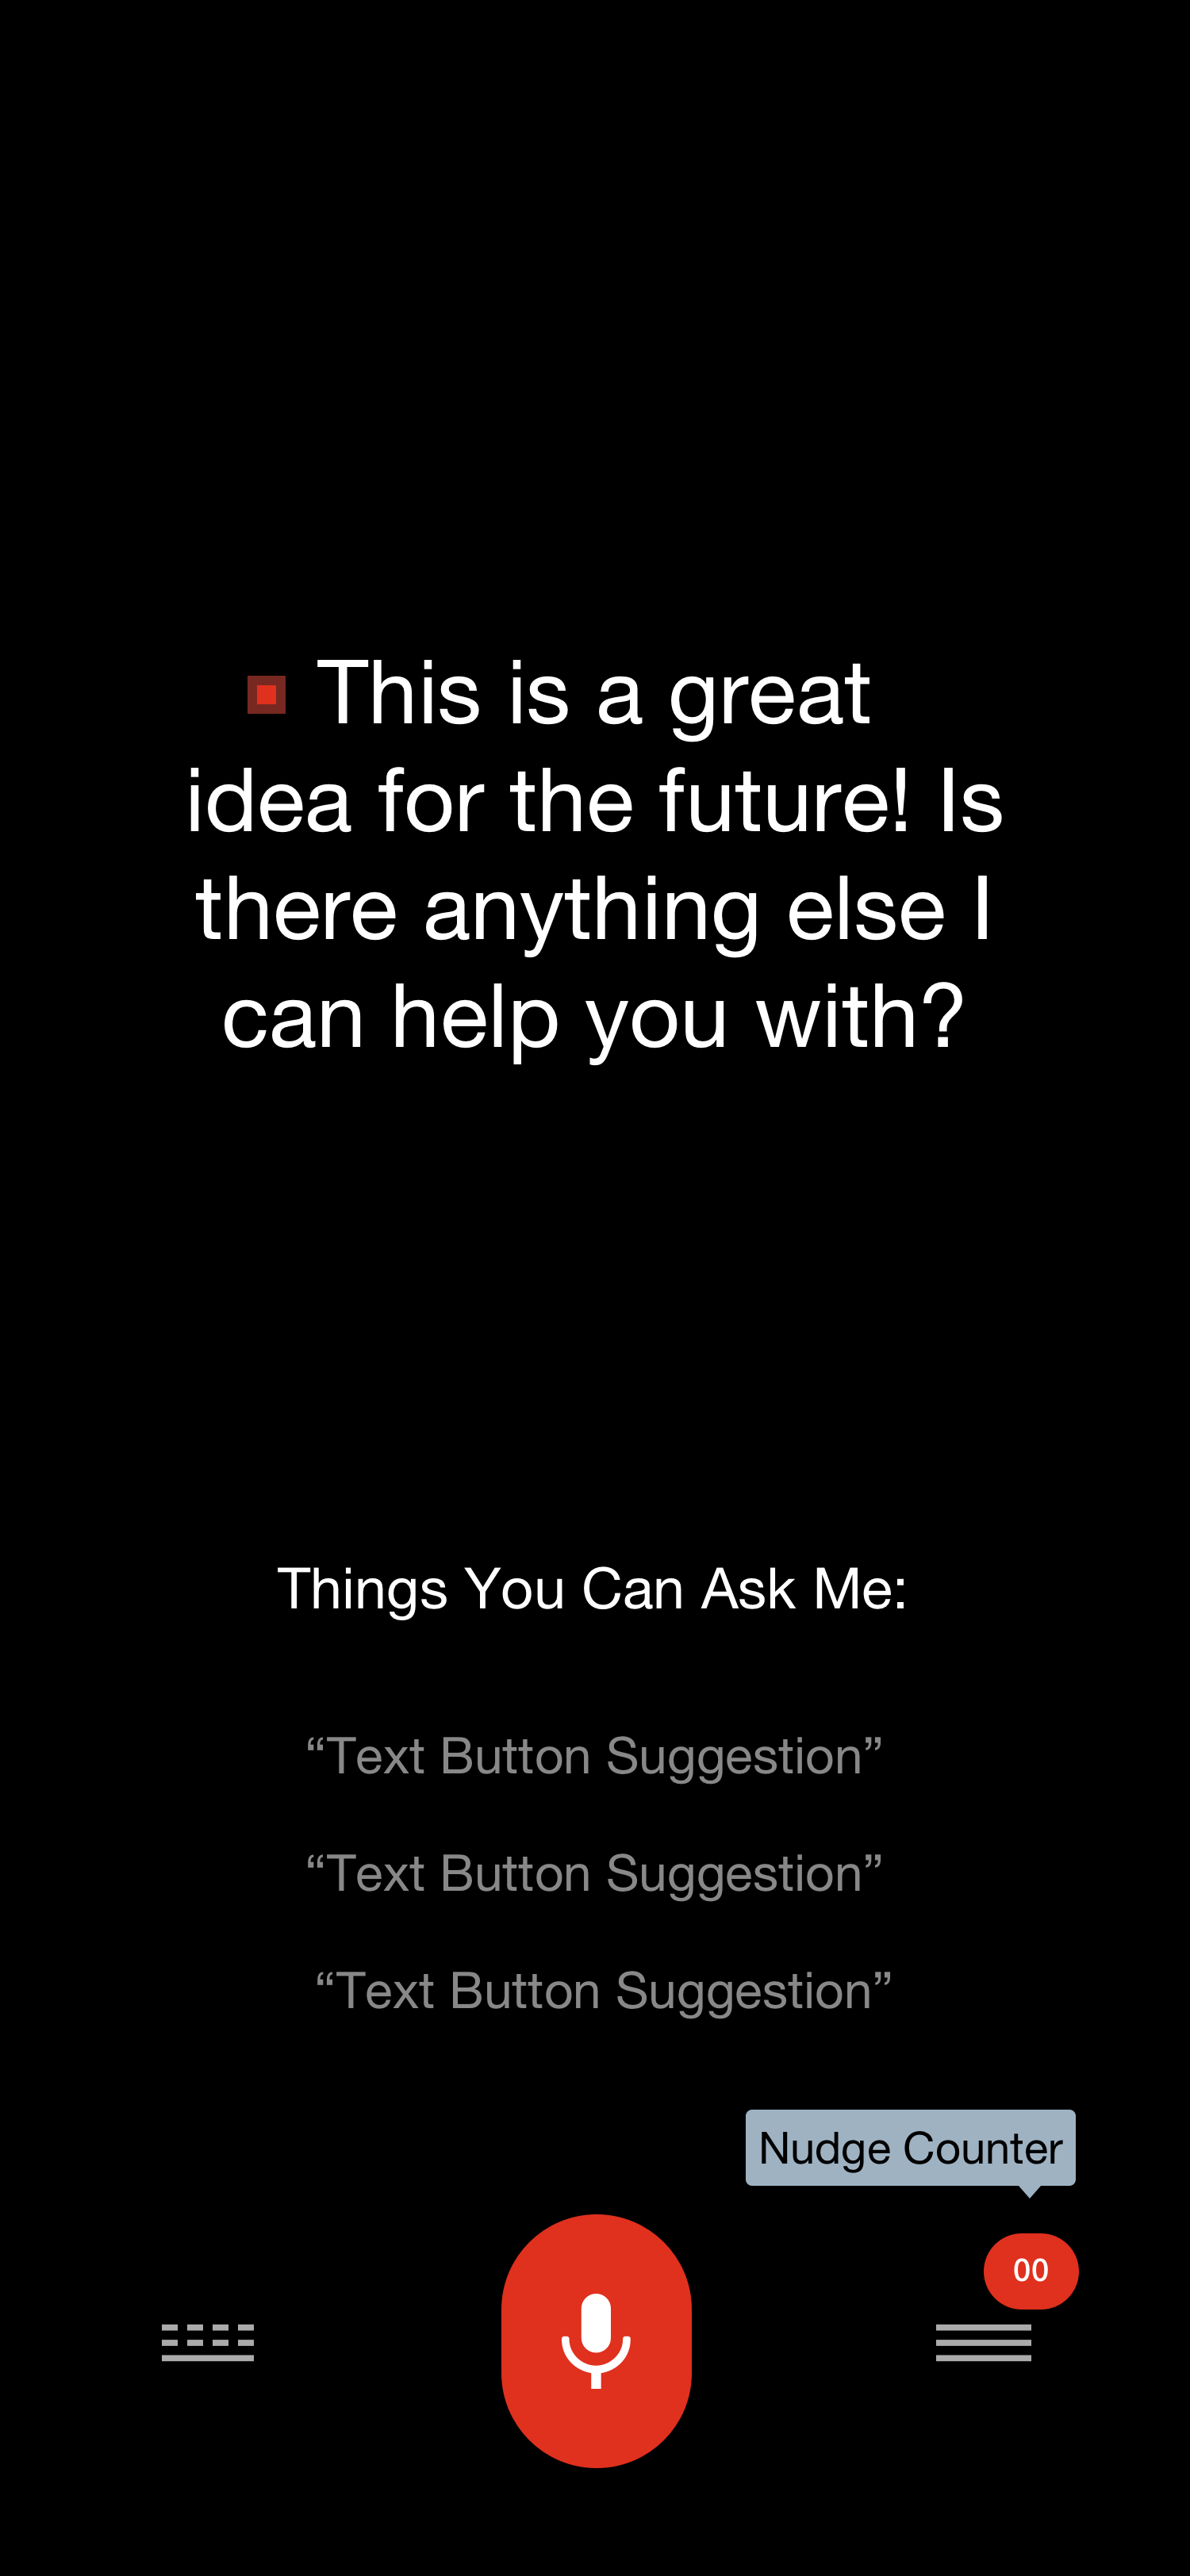 This is a great
idea for the future! Is
there anything else I
can help you with?
Things You Can Ask Me:
“Text Button Suggestion”
“Text Button Suggestion”
“Text Button Suggestion”
Nudge Counter
00